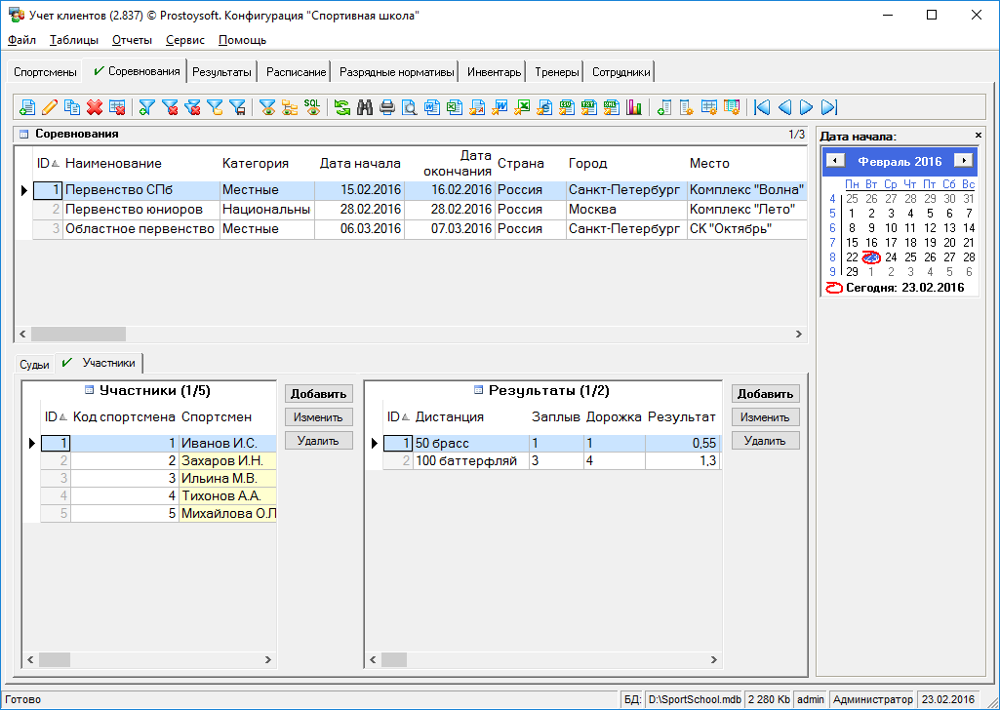 Учет клиентов (2.837) © Prostoysoft. Конфигурация "Спортивная школа"
Файл Таблицы Отчеты Сервис Помощь
Спортсмены Соревнования Результаты Расписание Разрядные нормативы Инвентарь Тренеры Сотрудники
SQL
Соревнования 1/3
ID Наименование Категория Дата начала Дата окончания Страна Город Место
1 Первенство СПб Местные 15.02.2016 16.02.2016 Россия Санкт-Петербург Комплекс "Волна"
2 Первенство юниоров Национальны 28.02.2016 28.02.2016 Россия Москва Комплекс "Лето"
3 Областное первенство Местные 06.03.2016 07.03.2016 Россия Санкт-Петербург СК "Октябрь"
Дата начала:
Февраль 2016
Пн Вт Ср Чт Пт Сб Вс
4 25 26 27 28 29 30 31
5 1 2 3 4 5 6 7
6 8 9 10 11 12 13 14
7 15 16 17 18 19 20 21
8 22 24 25 26 27 28
9 29 1 2 3 4 5 6
Сегодня: 23.02.2016
Судьи Участники
Участники (1/5)
ID Код спортсмена Спортсмен
1 1 Иванов И.С.
2 2 Захаров И.Н.
3 3 Ильина М.В.
4 4 Тихонов А.А.
5 5 Михайлова О.П
Добавить
Изменить
Удалить
Результаты (1/2)
ID Дистанция Заплыв Дорожка Результат
1 50 брасс 1 1 0,55
2 100 баттерфляй 3 4 1,3
Добавить
Изменить
Удалить
Готово БД: D:\SportSchool.mdb 2 280 Kb admin Администратор 23.02.2016